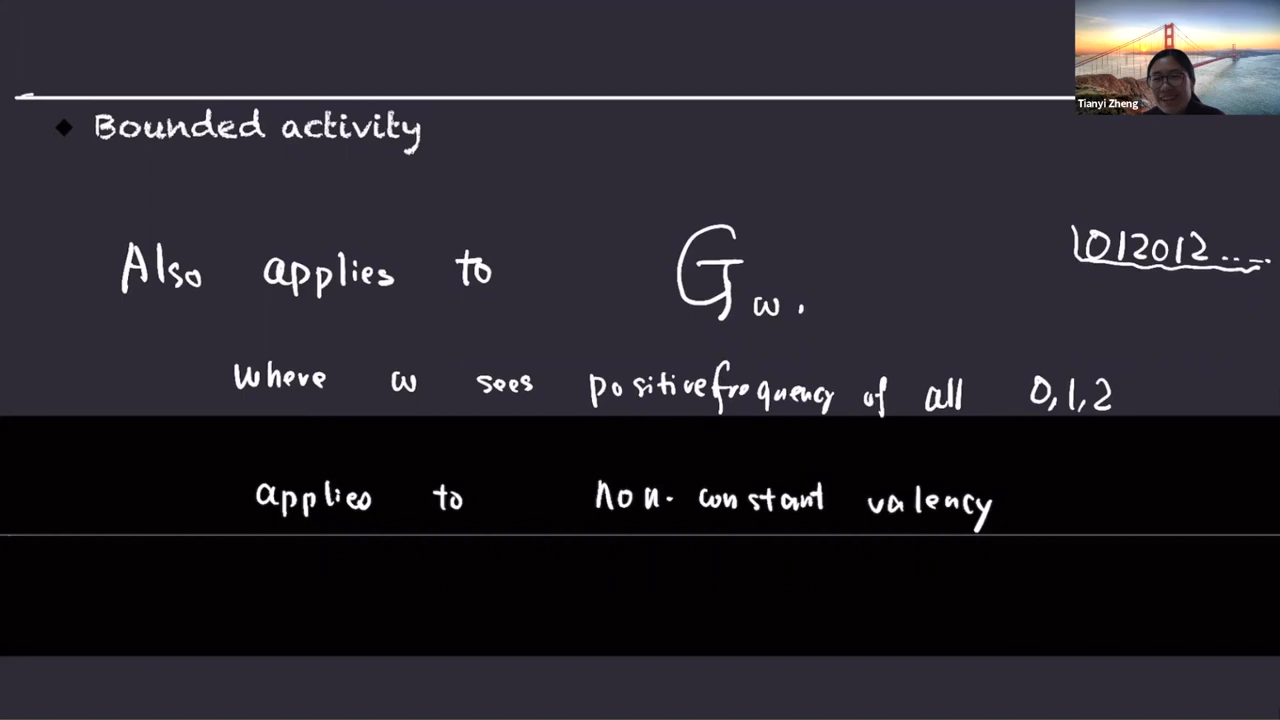 Tianyi Zheng
◆ Bounded activity
Also applies to G_ω.
1012012.....
where ω sees positive frequency of all 0,1,2
applies to non-constant valency